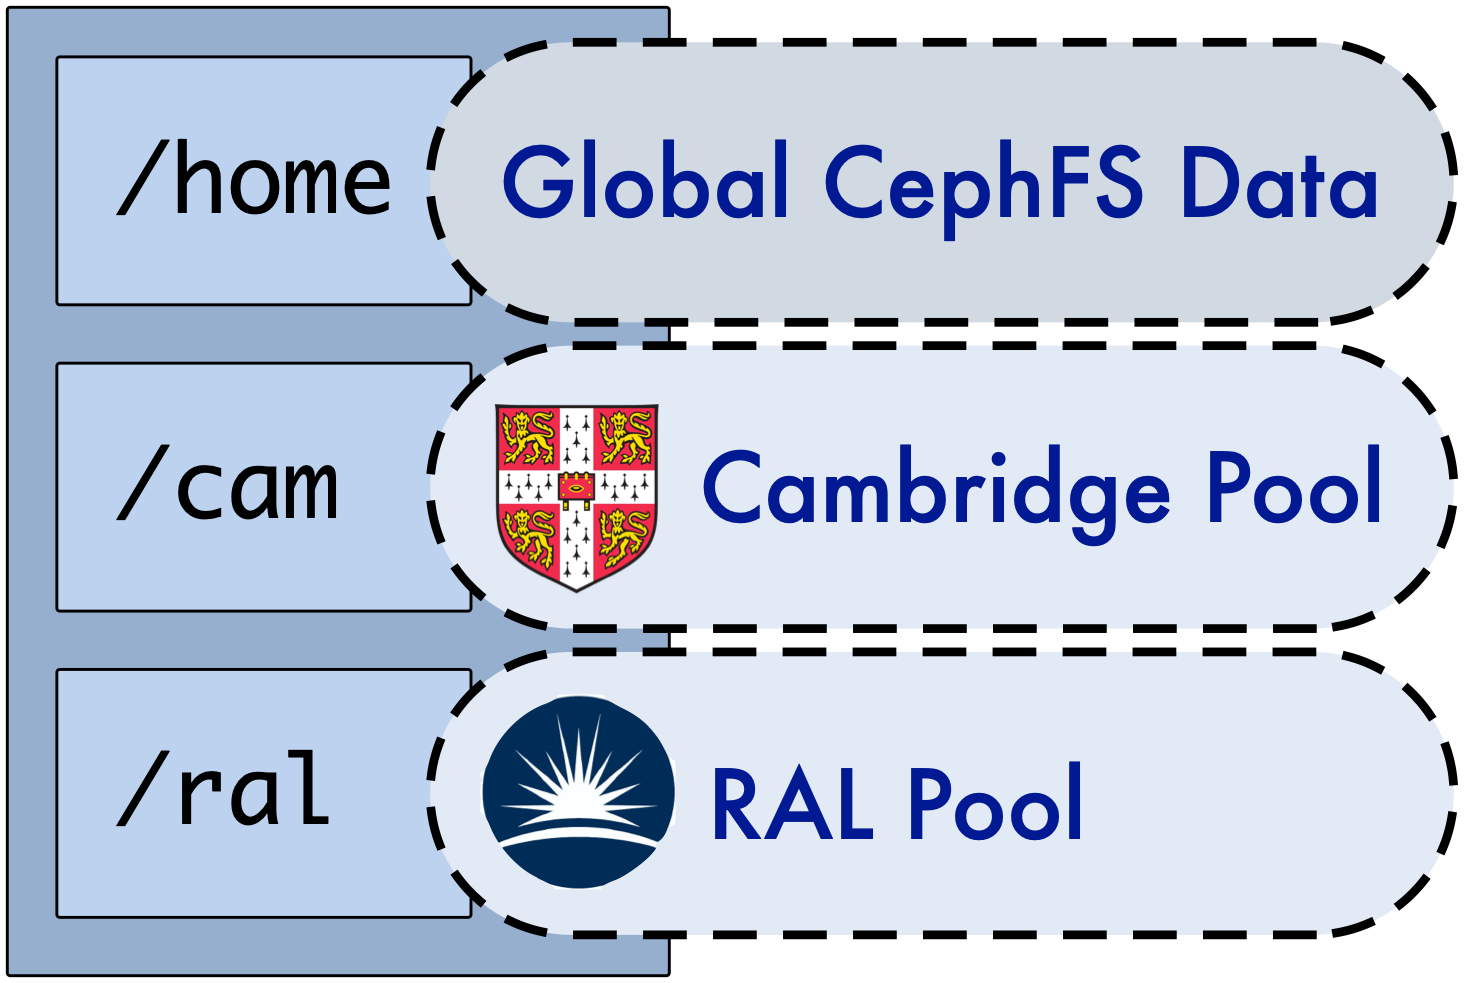 /home Global CephFS Data
/cam Cambridge Pool
/ral RAL Pool